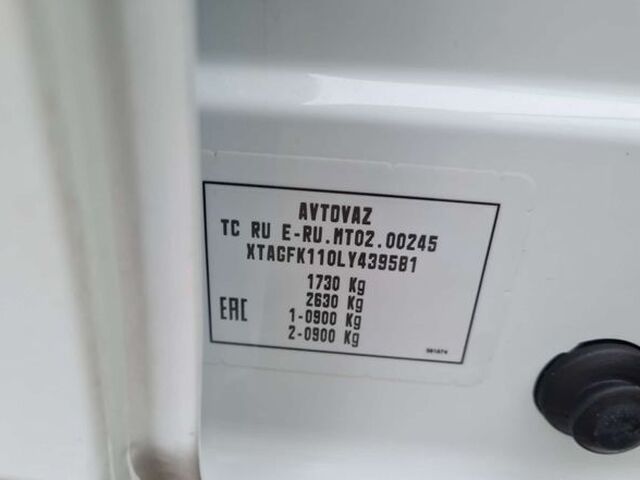 AVTOVAZ
TC RU E-RU.MT02.00245
XTAGFK110LY439581
1730 Kg
2630 Kg
1-0900 Kg
EAC
2-0900 Kg